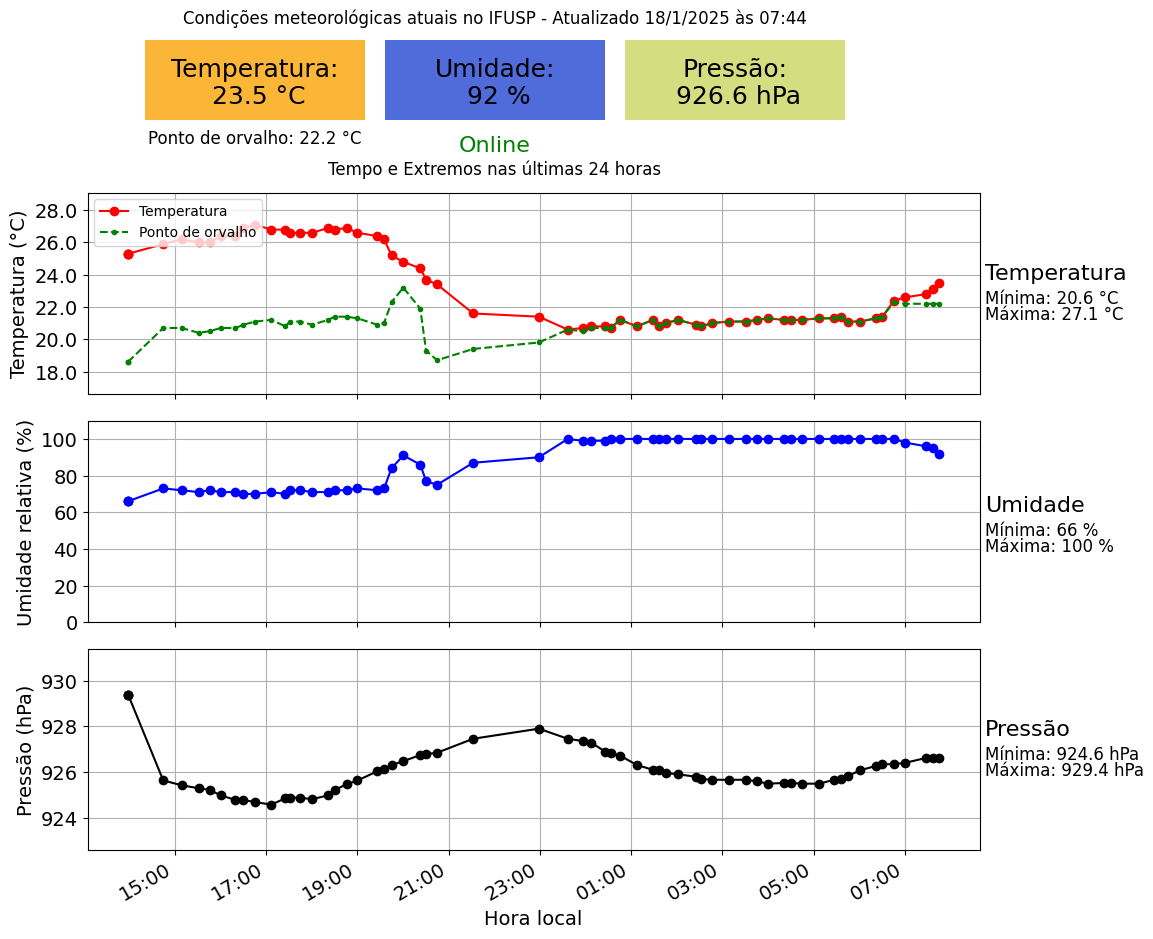 Condições meteorológicas atuais no IFUSP - Atualizado 18/1/2025 às 07:44
Temperatura:
23.5 °C
Umidade:
92 %
Pressão:
926.6 hPa
Ponto de orvalho: 22.2 °C
Online
Tempo e Extremos nas últimas 24 horas
Temperatura (°C)
28.0
26.0
24.0
22.0
20.0
18.0
Temperatura
Ponto de orvalho
Temperatura
Mínima: 20.6 °C
Máxima: 27.1 °C
Umidade relativa (%)
100
80
60
40
20
0
Umidade
Mínima: 66 %
Máxima: 100 %
Pressão (hPa)
930
928
926
924
Pressão
Mínima: 924.6 hPa
Máxima: 929.4 hPa
15:00
17:00
19:00
21:00
23:00
01:00
03:00
05:00
07:00
Hora local